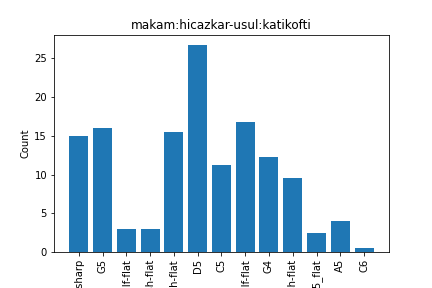 makam:hicazkar-usul:katikofti
Count
25
20
15
10
5
0
sharp
G5
lf-flat
h-flat
h-flat
D5
C5
lf-flat
G4
h-flat
5_flat
A5
C6